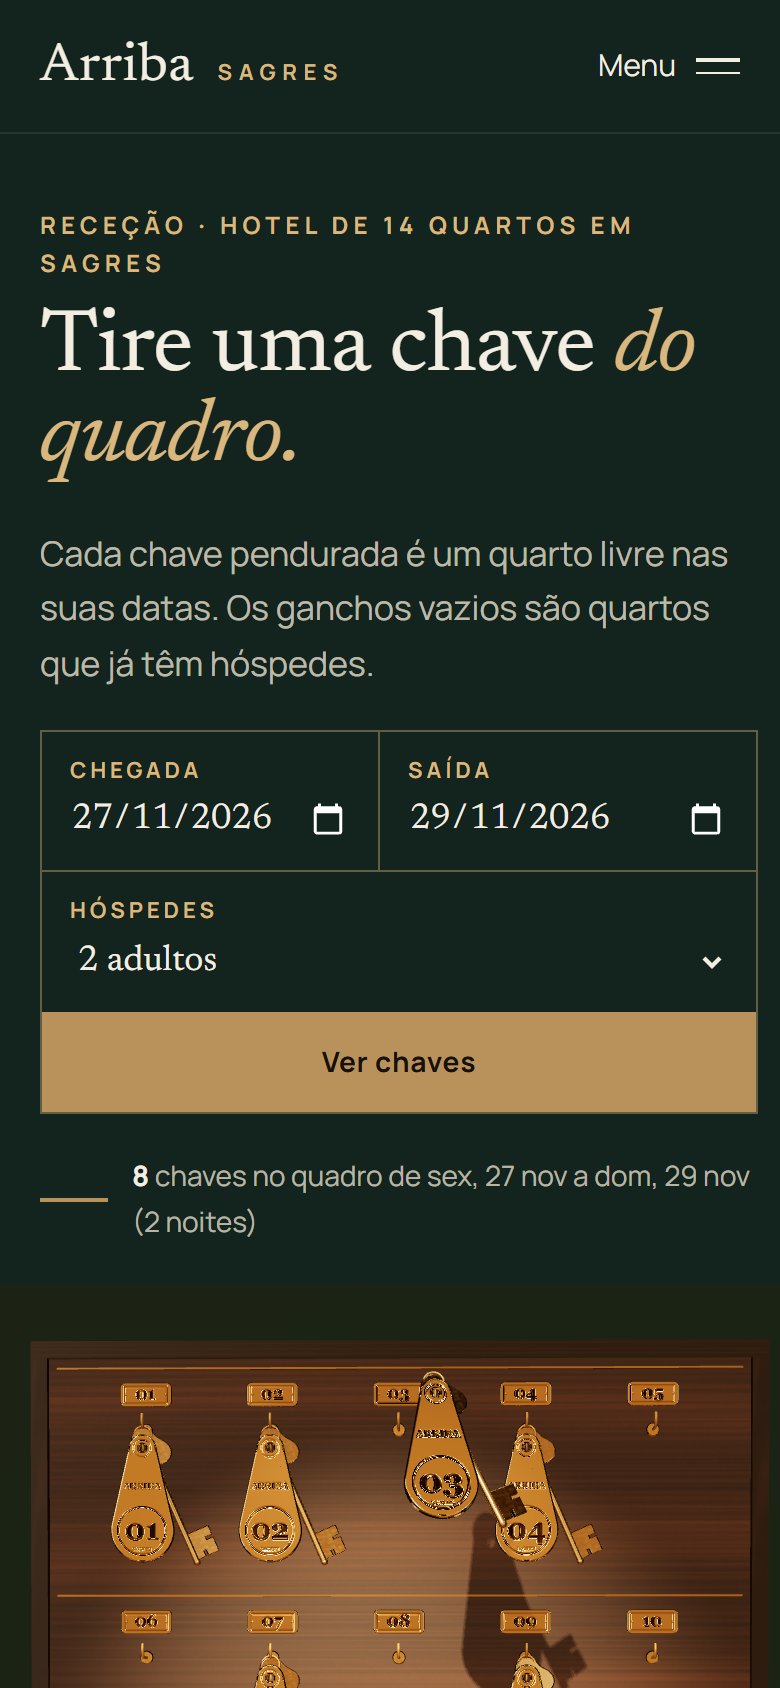 Arriba SAGRES
Menu
RECEÇÃO · HOTEL DE 14 QUARTOS EM
SAGRES
Tire uma chave do
quadro.
Cada chave pendurada é um quarto livre nas
suas datas. Os ganchos vazios são quartos
que já têm hóspedes.
CHEGADA
27/11/2026
SAÍDA
29/11/2026
HÓSPEDES
2 adultos
Ver chaves
8 chaves no quadro de sex, 27 nov a dom, 29 nov
(2 noites)
01 02 03 04 05
ARRIBA
03
01 02 04
06 07 08 09 10